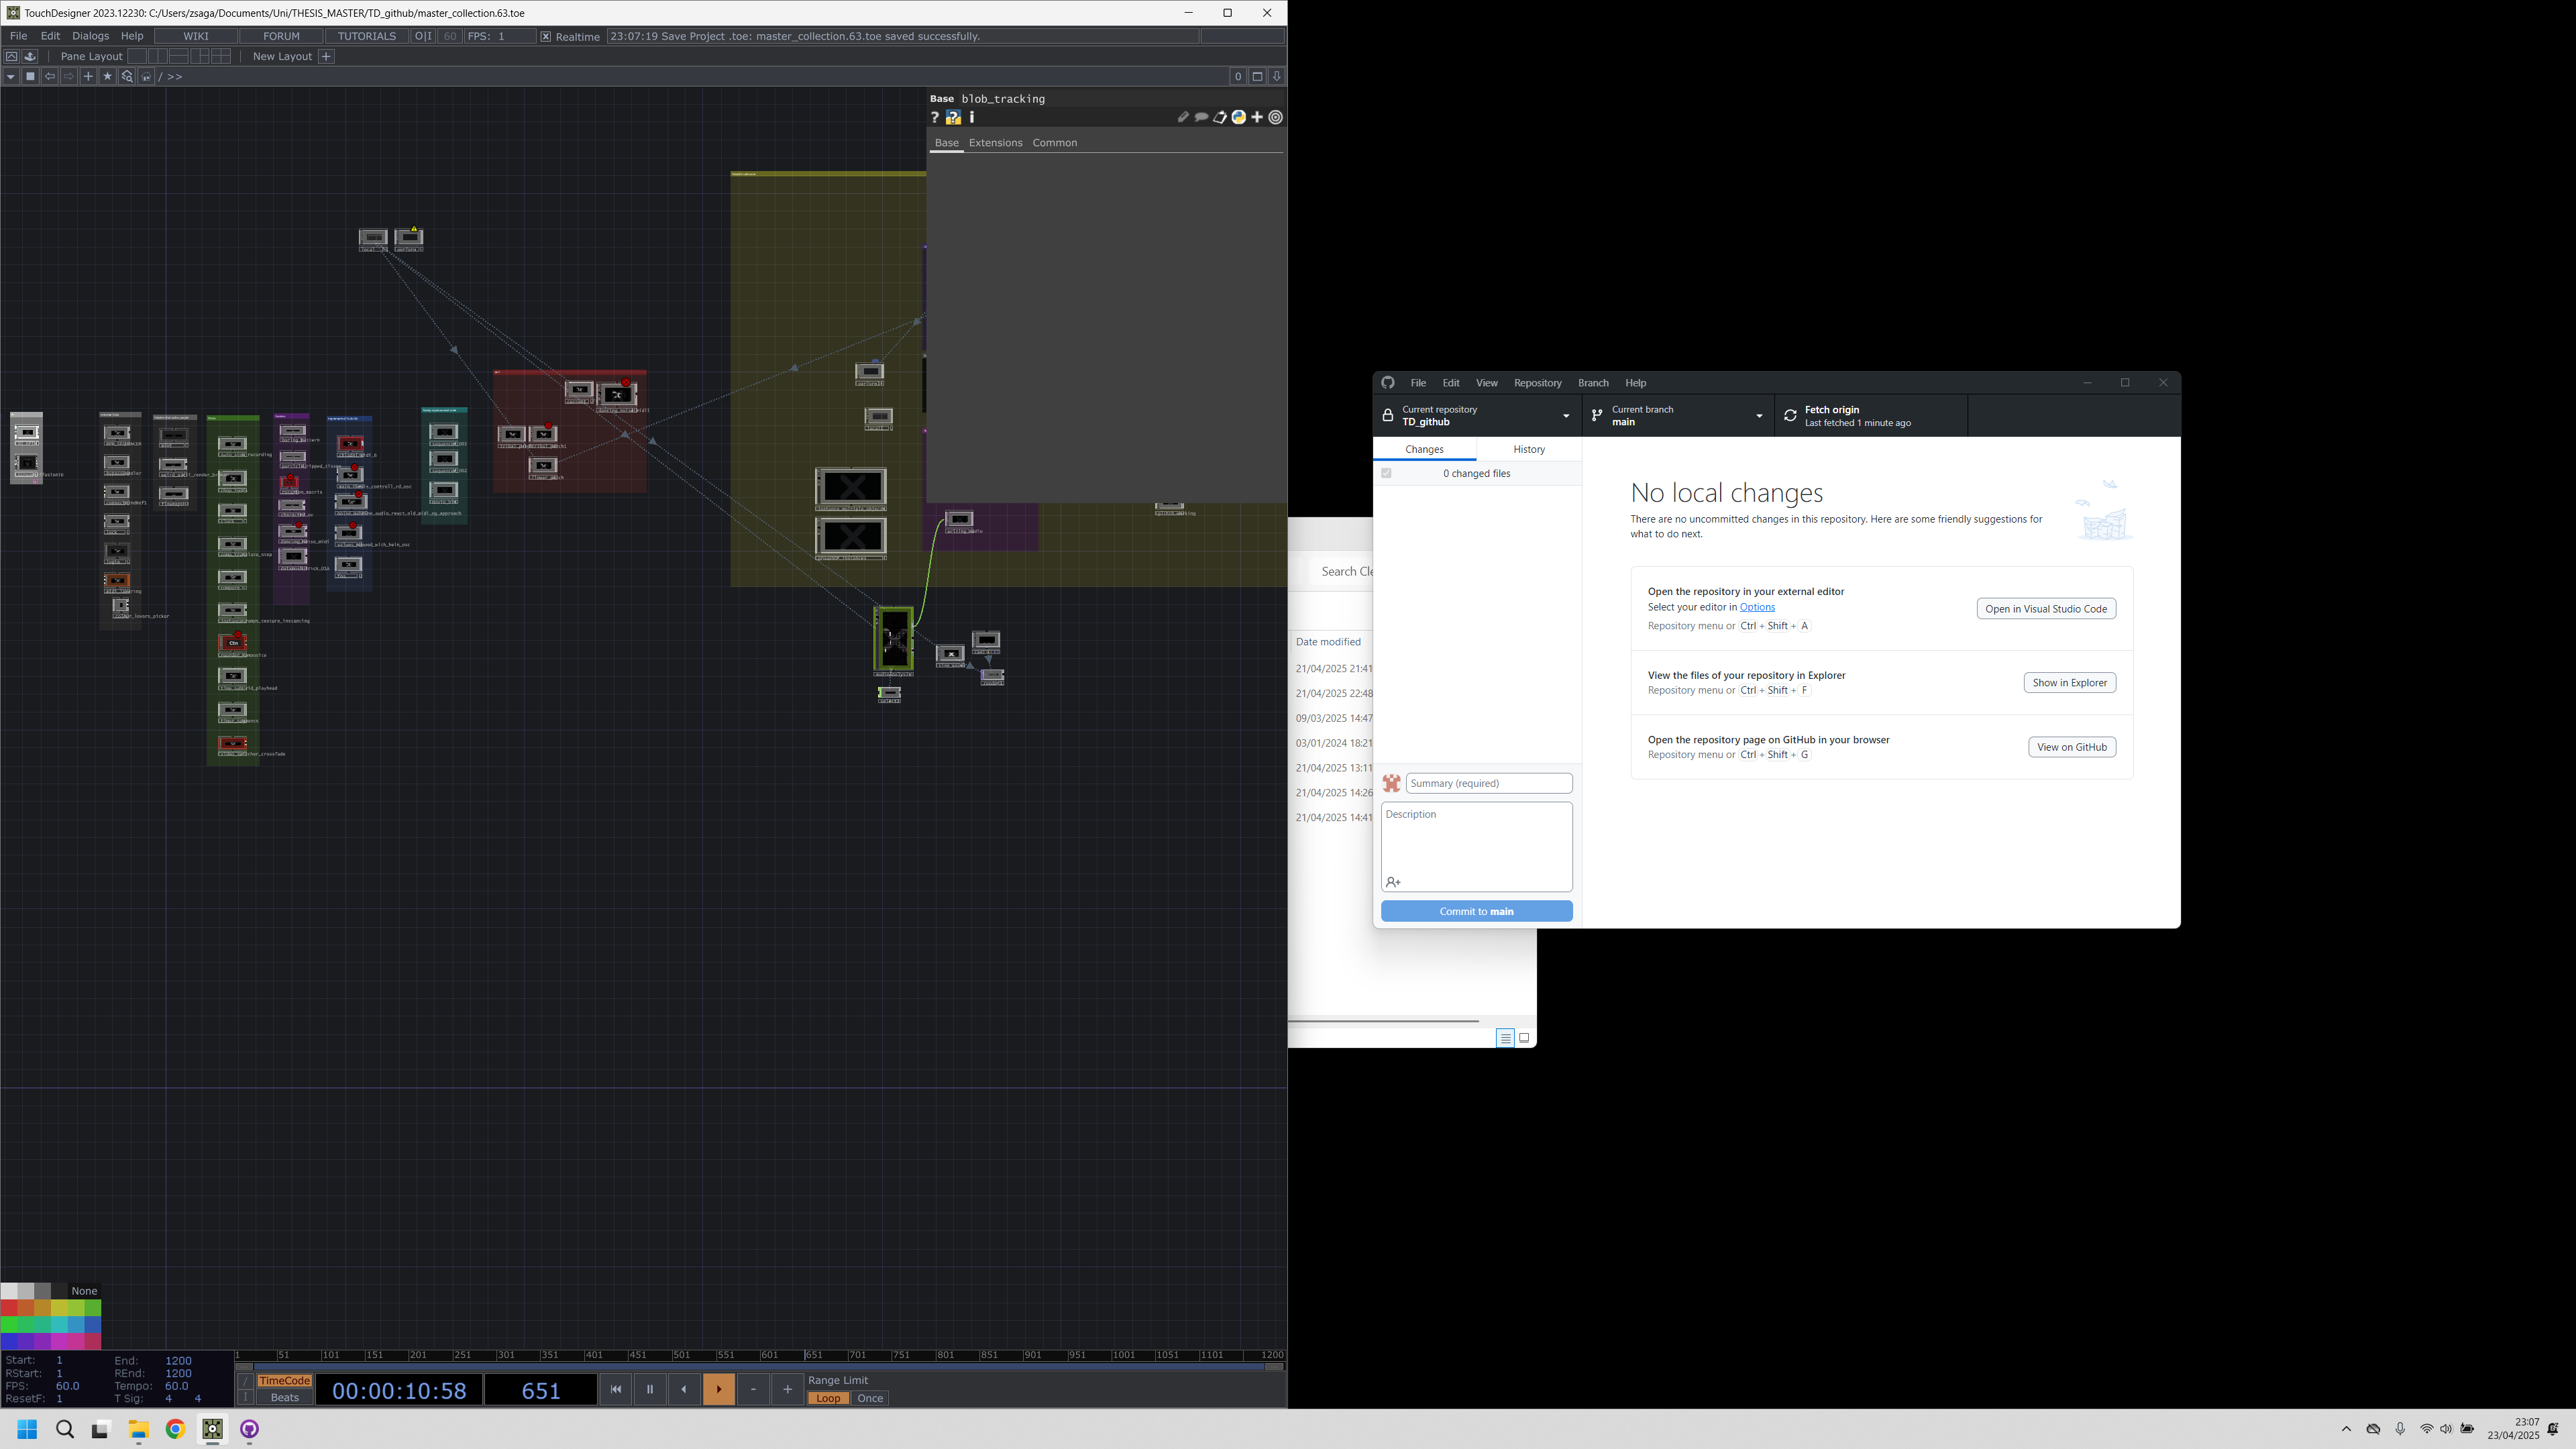 TouchDesigner 2023.12230: C:/Users/zsaga/Documents/Uni/THESIS_MASTER/TD_github/master_collection.63.toe
File Edit Dialogs Help WIKI FORUM TUTORIALS O|I 60 FPS: 1 Realtime 23:07:19 Save Project .toe: master_collection.63.toe saved successfully.
Pane Layout New Layout +
/ >> 0
Base blob_tracking
Base Extensions Common
None
Start: 1 End: 1200
RStart: 1 REnd: 1200
FPS: 60.0 Tempo: 60.0
ResetF: 1 T Sig: 4 4
1 51 101 151 201 251 301 351 401 451 501 551 601 651 701 751 801 851 901 951 1001 1051 1101 1200
TimeCode
Beats
00:00:10:58
651
Range Limit
Loop Once
Search Cle
Date modified
21/04/2025 21:41
21/04/2025 22:48
09/03/2025 14:47
03/01/2024 18:21
21/04/2025 13:11
21/04/2025 14:26
21/04/2025 14:41
File Edit View Repository Branch Help
Current repository
TD_github
Current branch
main
Fetch origin
Last fetched 1 minute ago
Changes History
0 changed files
No local changes
There are no uncommitted changes in this repository. Here are some friendly suggestions for
what to do next.
Open the repository in your external editor
Select your editor in Options
Repository menu or Ctrl + Shift + A
Open in Visual Studio Code
View the files of your repository in Explorer
Repository menu or Ctrl + Shift + F
Show in Explorer
Open the repository page on GitHub in your browser
Repository menu or Ctrl + Shift + G
View on GitHub
Summary (required)
Description
Commit to main
23:07
23/04/2025